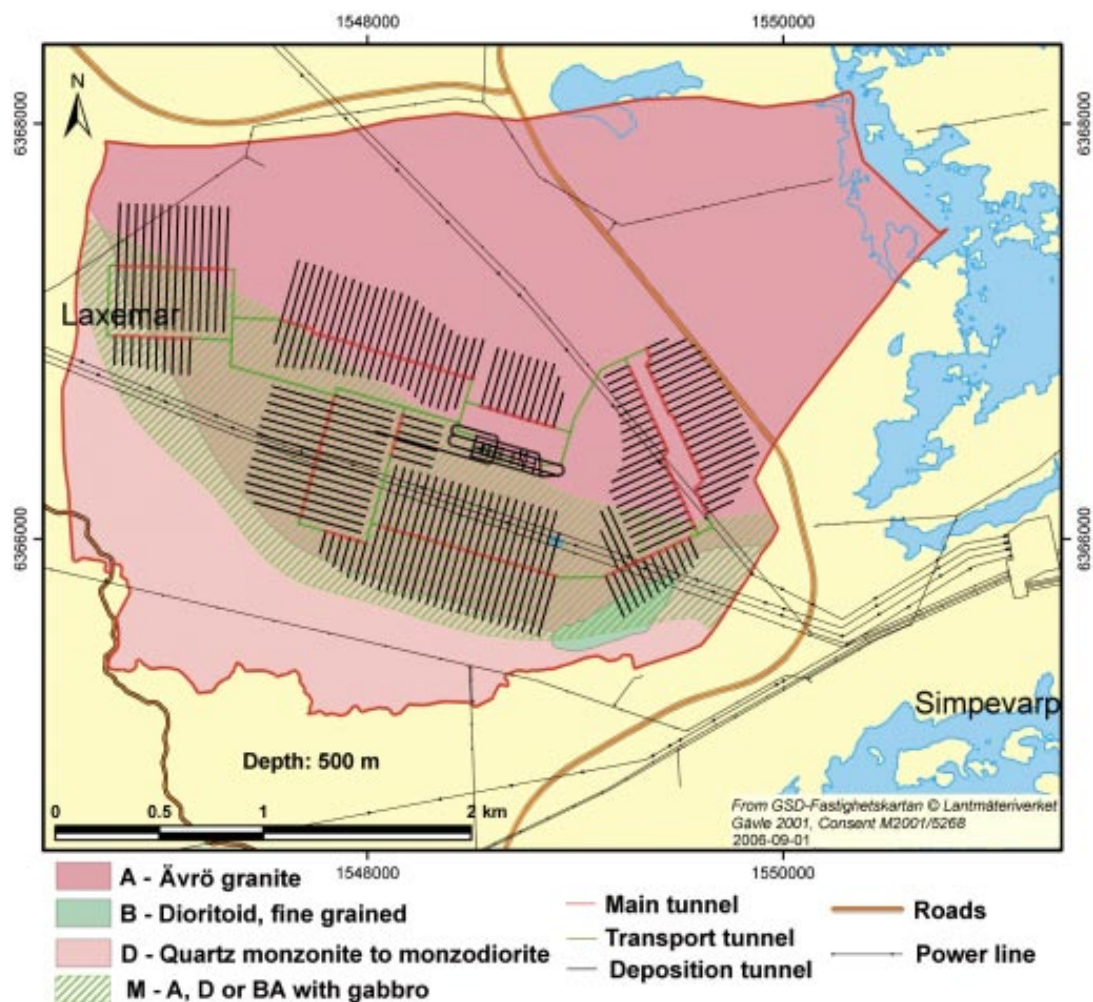 1548000
1550000
N
6368000
6368000
Laxemar
6366000
6366000
Simpevarp
Depth: 500 m
0 0.5 1 2 km
From GSD-Fastighetskartan © Lantmäteriverket
Gävle 2001, Consent M2001/5268
2006-09-01
1548000
1550000
A - Ävrö granite
B - Dioritoid, fine grained
D - Quartz monzonite to monzodiorite
M - A, D or BA with gabbro
Main tunnel
Transport tunnel
Deposition tunnel
Roads
Power line